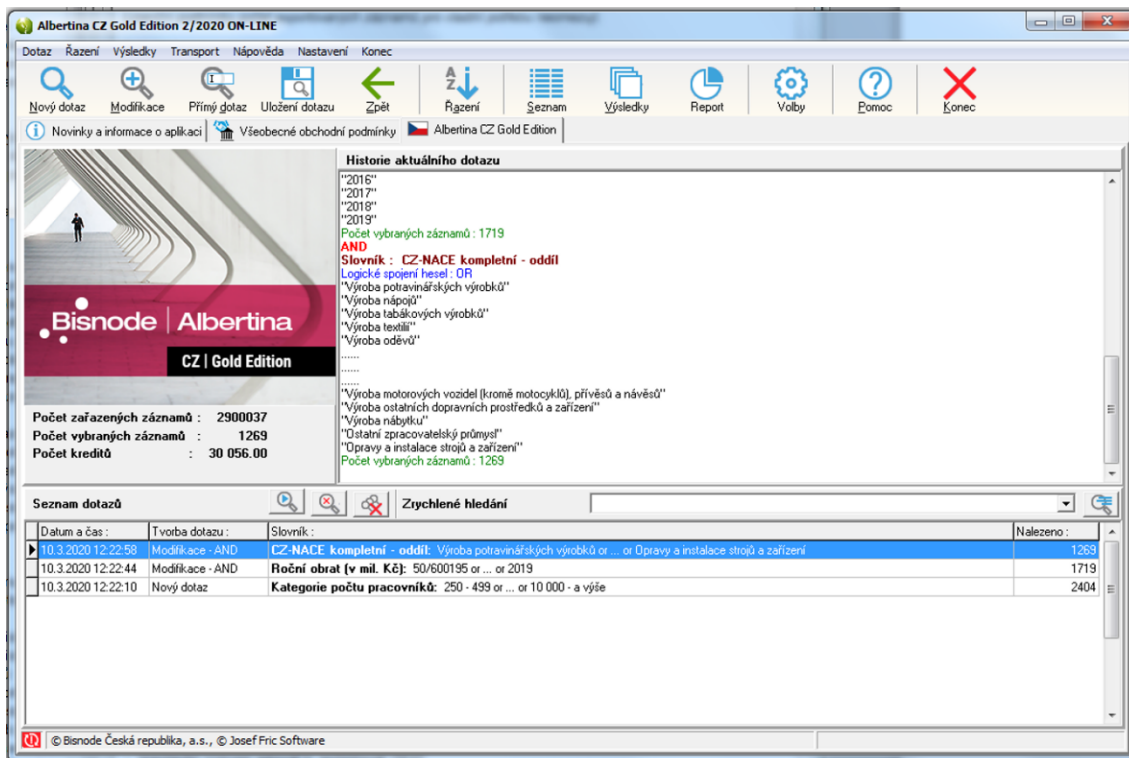 Albertina CZ Gold Edition 2/2020 ON-LINE
Dotaz Řazení Výsledky Transport Nápověda Nastavení Konec
Nový dotaz Modifikace Přímý dotaz Uložení dotazu Zpět Řazení Seznam Výsledky Report Volby Pomoc Konec
Novinky a informace o aplikaci Všeobecné obchodní podmínky Albertina CZ Gold Edition
Historie aktuálního dotazu
"2016"
"2017"
"2018"
"2019"
Počet vybraných záznamů : 1719
AND
Slovník : CZ-NACE kompletní - oddíl
Logické spojení hesel : OR
"Výroba potravinářských výrobků"
"Výroba nápojů"
"Výroba tabákových výrobků"
"Výroba textilií"
"Výroba oděvů"
......
......
......
"Výroba motorových vozidel (kromě motocyklů), přívěsů a návěsů"
"Výroba ostatních dopravních prostředků a zařízení"
"Výroba nábytku"
"Ostatní zpracovatelský průmysl"
"Opravy a instalace strojů a zařízení"
Počet vybraných záznamů : 1269
Bisnode | Albertina
CZ | Gold Edition
Počet zařazených záznamů : 2900037
Počet vybraných záznamů : 1269
Počet kreditů : 30 056.00
Seznam dotazů Zrychlené hledání
Datum a čas : Tvorba dotazu : Slovník : Nalezeno :
10.3.2020 12:22:58 Modifikace - AND CZ-NACE kompletní - oddíl: Výroba potravinářských výrobků or ... or Opravy a instalace strojů a zařízení 1269
10.3.2020 12:22:44 Modifikace - AND Roční obrat (v mil. Kč): 50/600195 or ... or 2019 1719
10.3.2020 12:22:10 Nový dotaz Kategorie počtu pracovníků: 250 - 499 or ... or 10 000 - a výše 2404
© Bisnode Česká republika, a.s., © Josef Fric Software